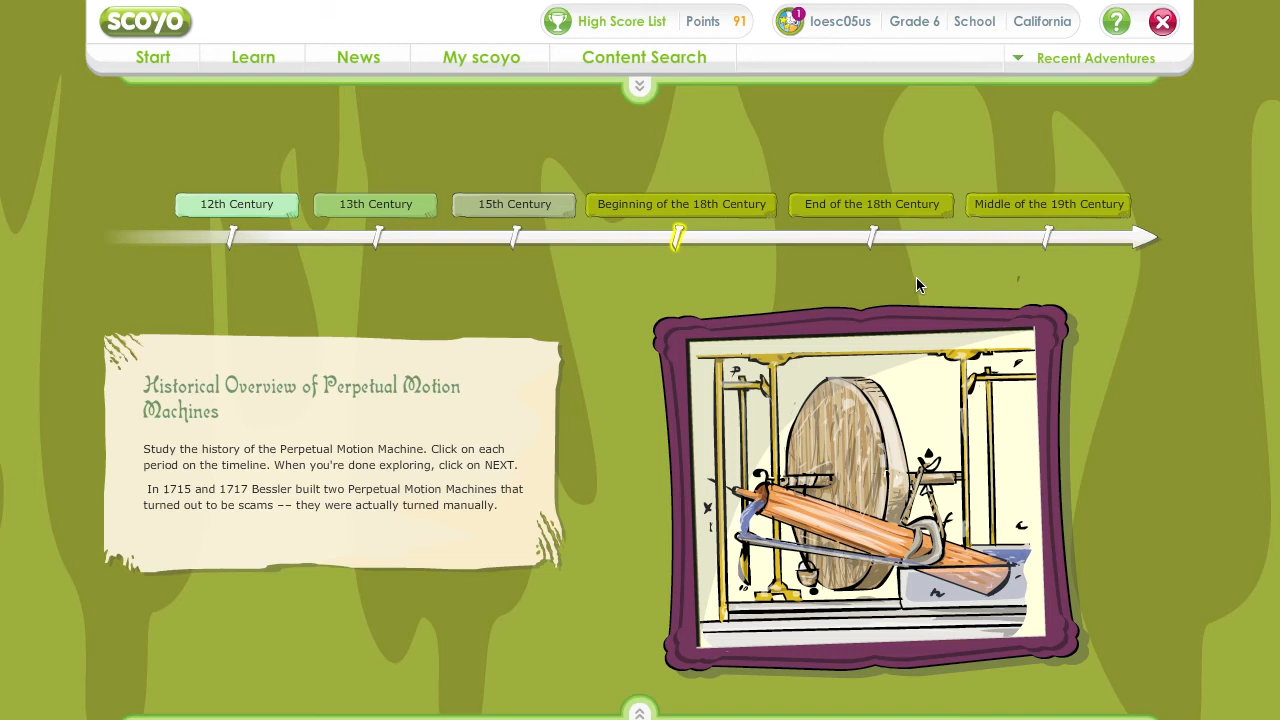 scoyo
High Score List
Points 91
1
loesc05us
Grade 6
School
California
?
Start
Learn
News
My scoyo
Content Search
Recent Adventures
12th Century
13th Century
15th Century
Beginning of the 18th Century
End of the 18th Century
Middle of the 19th Century
Historical Overview of Perpetual Motion
Machines
Study the history of the Perpetual Motion Machine. Click on each
period on the timeline. When you're done exploring, click on NEXT.
In 1715 and 1717 Bessler built two Perpetual Motion Machines that
turned out to be scams -- they were actually turned manually.